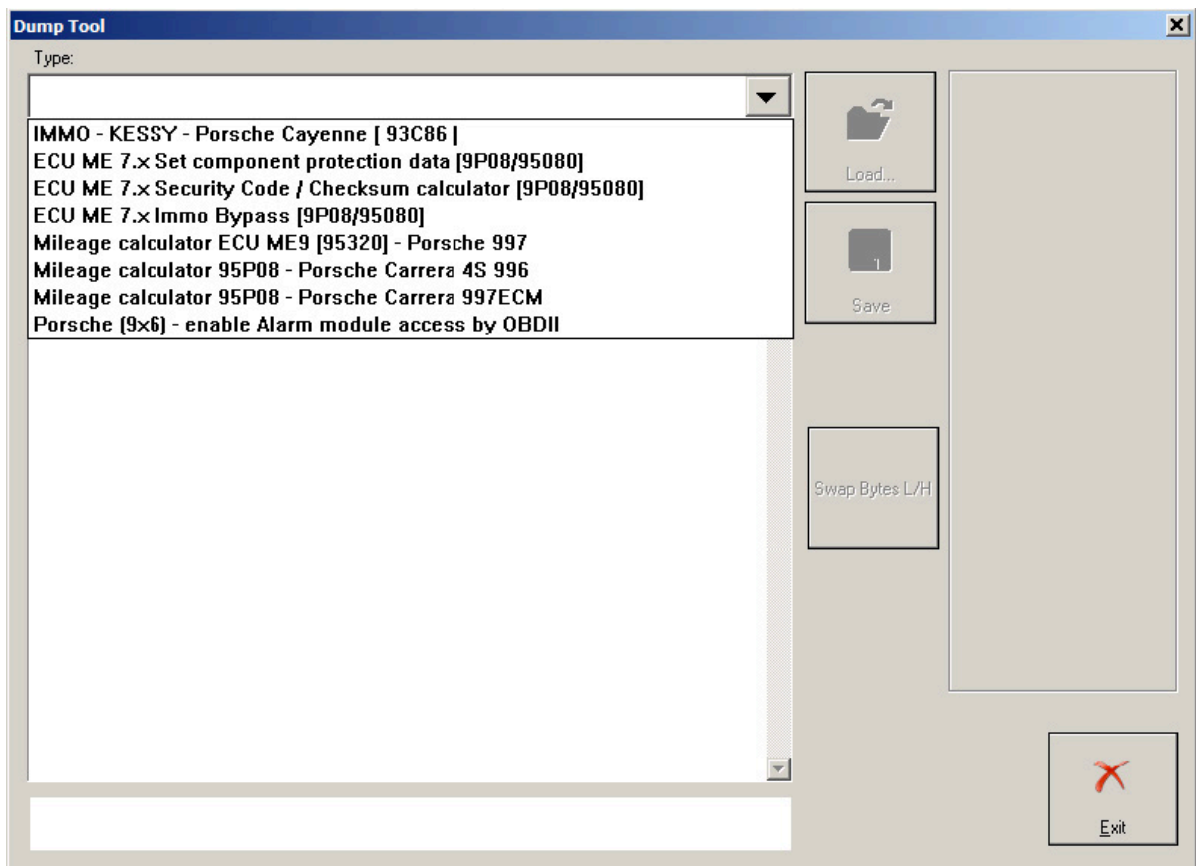 Dump Tool
Type:
IMMO - KESSY - Porsche Cayenne [ 93C86 ]
ECU ME 7.x Set component protection data [9P08/95080]
ECU ME 7.x Security Code / Checksum calculator [9P08/95080]
ECU ME 7.x Immo Bypass [9P08/95080]
Mileage calculator ECU ME9 [95320] - Porsche 997
Mileage calculator 95P08 - Porsche Carrera 4S 996
Mileage calculator 95P08 - Porsche Carrera 997ECM
Porsche (9x6) - enable Alarm module access by OBDII
Load...
Save
Swap Bytes L/H
Exit